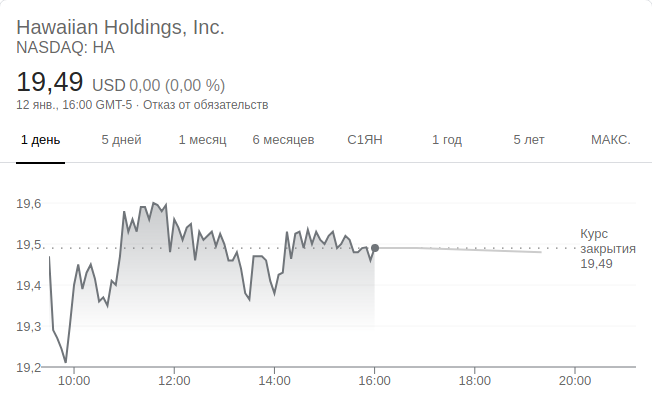 Hawaiian Holdings, Inc.
NASDAQ: HA
19,49 USD 0,00 (0,00 %)
12 янв., 16:00 GMT-5 · Отказ от обязательств
1 день 5 дней 1 месяц 6 месяцев С1ЯН 1 год 5 лет МАКС.
19,6
19,5
19,4
19,3
19,2
Курс
закрытия
19,49
10:00 12:00 14:00 16:00 18:00 20:00